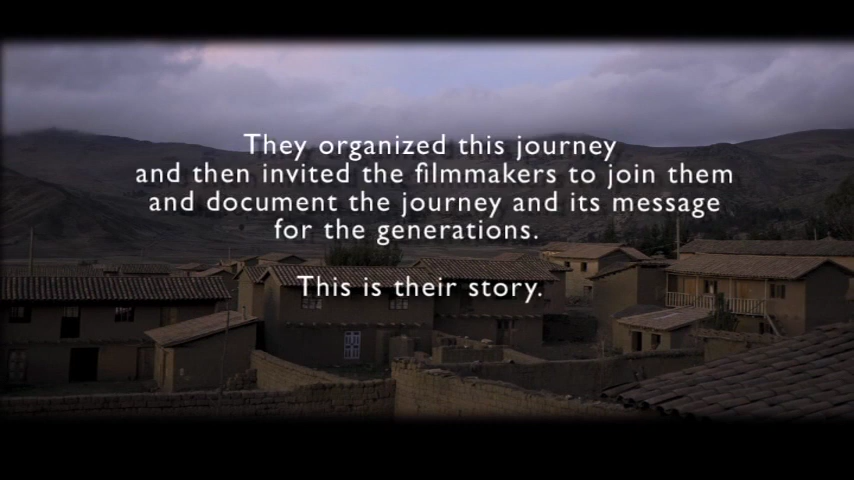 They organized this journey
and then invited the filmmakers to join them
and document the journey and its message
for the generations.
This is their story.